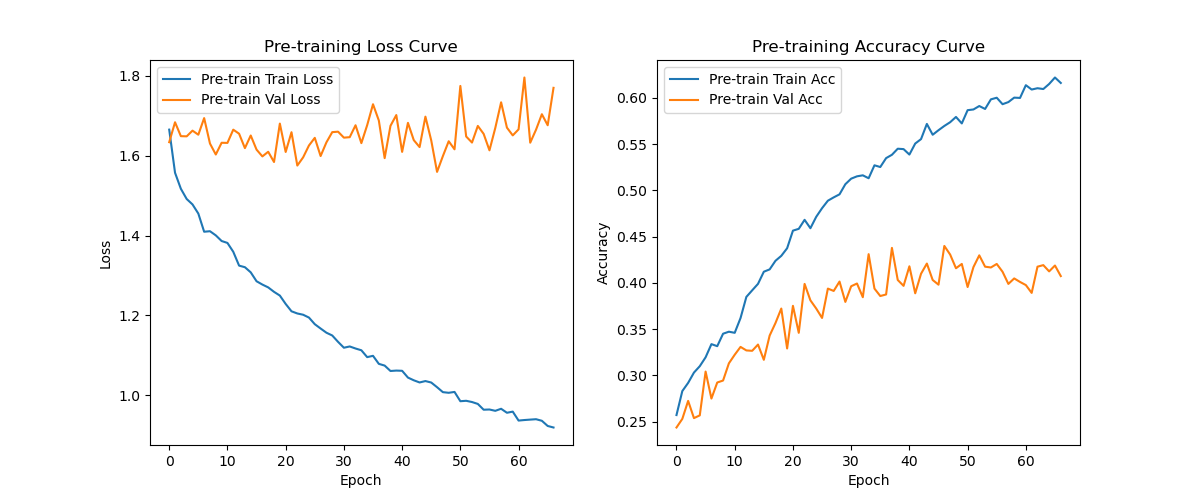 Pre-training Loss Curve
Pre-train Train Loss
Pre-train Val Loss
1.8
1.6
1.4
1.2
1.0
Loss
0 10 20 30 40 50 60
Epoch
Pre-training Accuracy Curve
Pre-train Train Acc
Pre-train Val Acc
0.60
0.55
0.50
0.45
0.40
0.35
0.30
0.25
Accuracy
0 10 20 30 40 50 60
Epoch